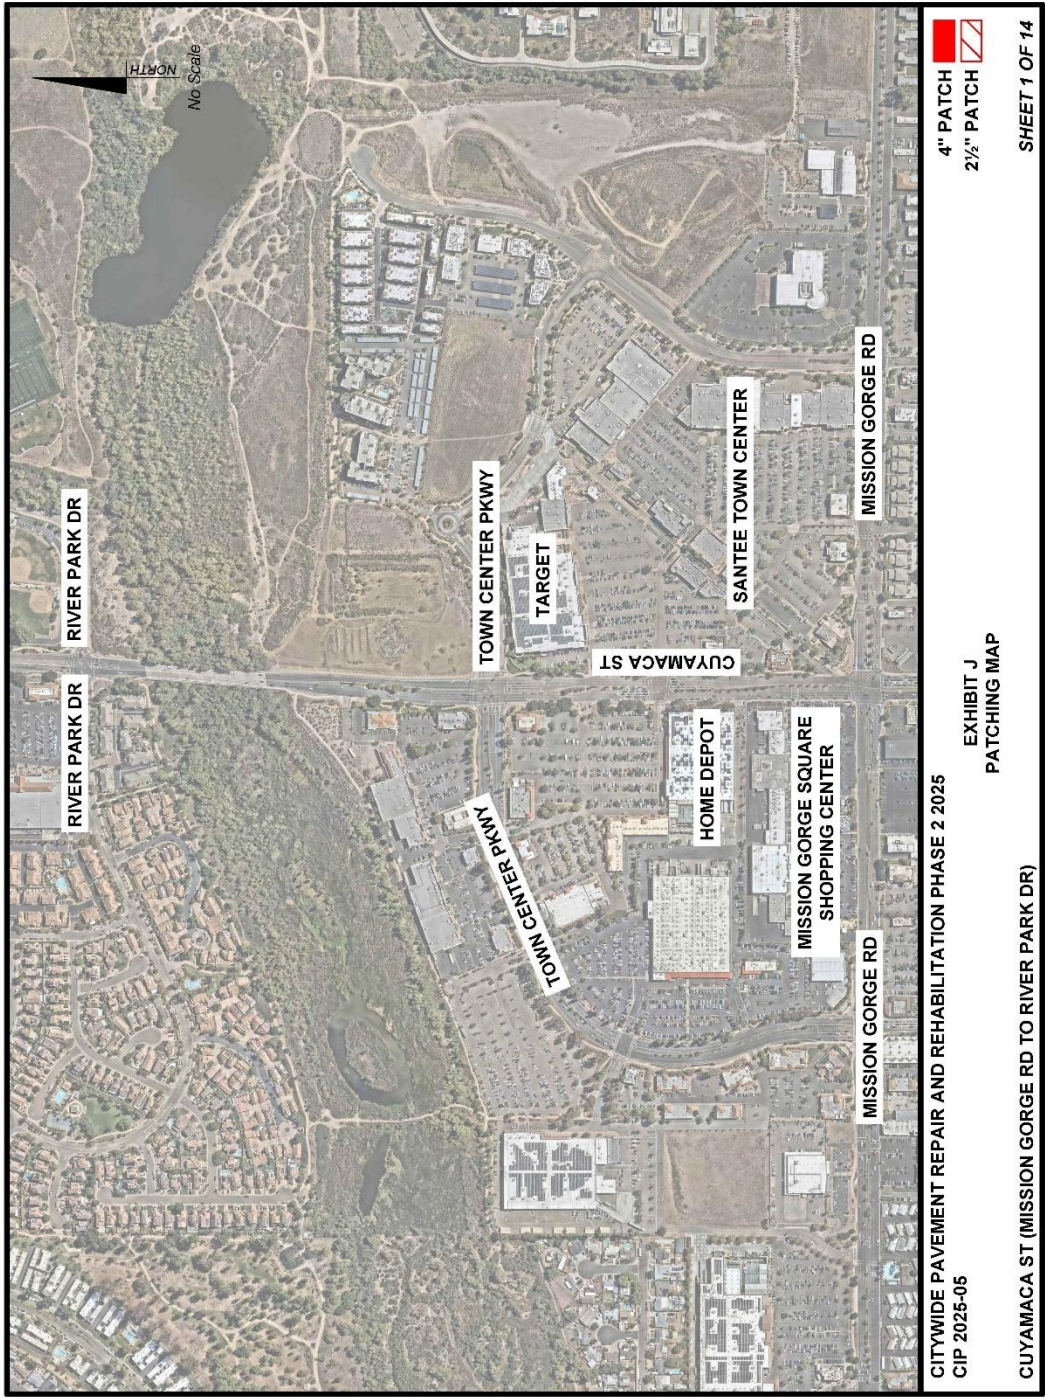 NORTH
No Scale
RIVER PARK DR
RIVER PARK DR
TOWN CENTER PKWY
TARGET
CUYAMACA ST
SANTEE TOWN CENTER
TOWN CENTER PKWY
HOME DEPOT
MISSION GORGE SQUARE
SHOPPING CENTER
MISSION GORGE RD
MISSION GORGE RD
CITYWIDE PAVEMENT REPAIR AND REHABILITATION PHASE 2 2025
CIP 2025-05
EXHIBIT J
PATCHING MAP
4" PATCH
2½" PATCH
CUYAMACA ST (MISSION GORGE RD TO RIVER PARK DR)
SHEET 1 OF 14